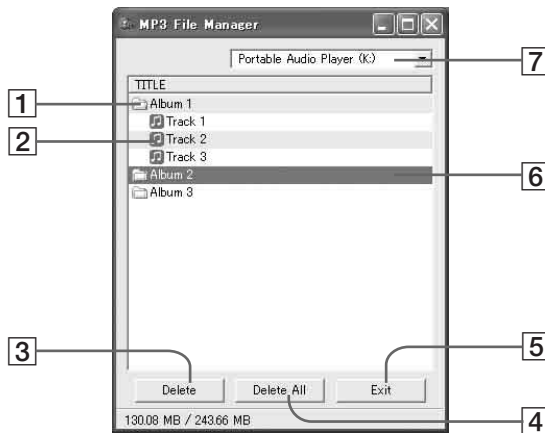 MP3 File Manager
Portable Audio Player (K:)
7
TITLE
1
Album 1
Track 1
2
Track 2
Track 3
Album 2
6
Album 3
3
5
Delete
Delete All
Exit
130.08 MB / 243.66 MB
4